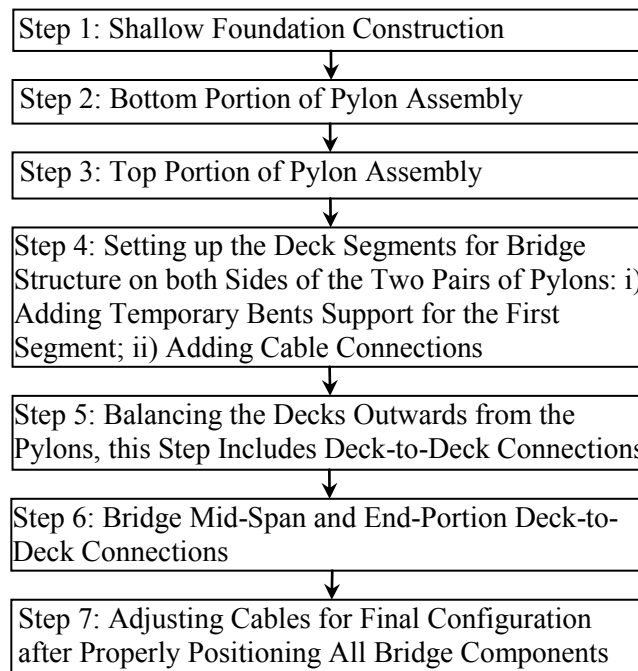 Step 1: Shallow Foundation Construction
Step 2: Bottom Portion of Pylon Assembly
Step 3: Top Portion of Pylon Assembly
Step 4: Setting up the Deck Segments for Bridge
Structure on both Sides of the Two Pairs of Pylons: i)
Adding Temporary Bents Support for the First
Segment; ii) Adding Cable Connections
Step 5: Balancing the Decks Outwards from the
Pylons, this Step Includes Deck-to-Deck Connections
Step 6: Bridge Mid-Span and End-Portion Deck-to-
Deck Connections
Step 7: Adjusting Cables for Final Configuration
after Properly Positioning All Bridge Components